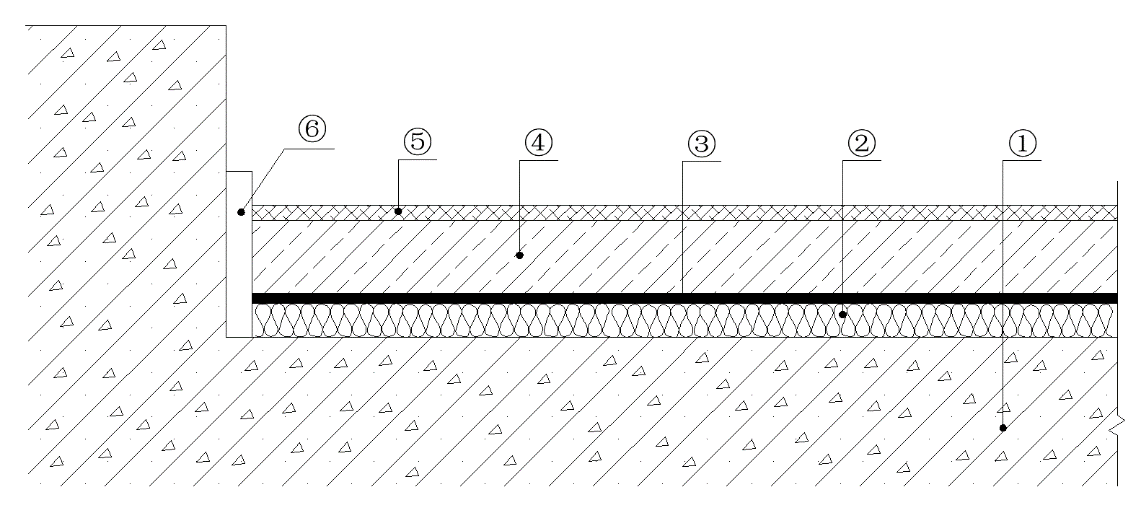 ⑥ ⑤ ④ ③ ② ①